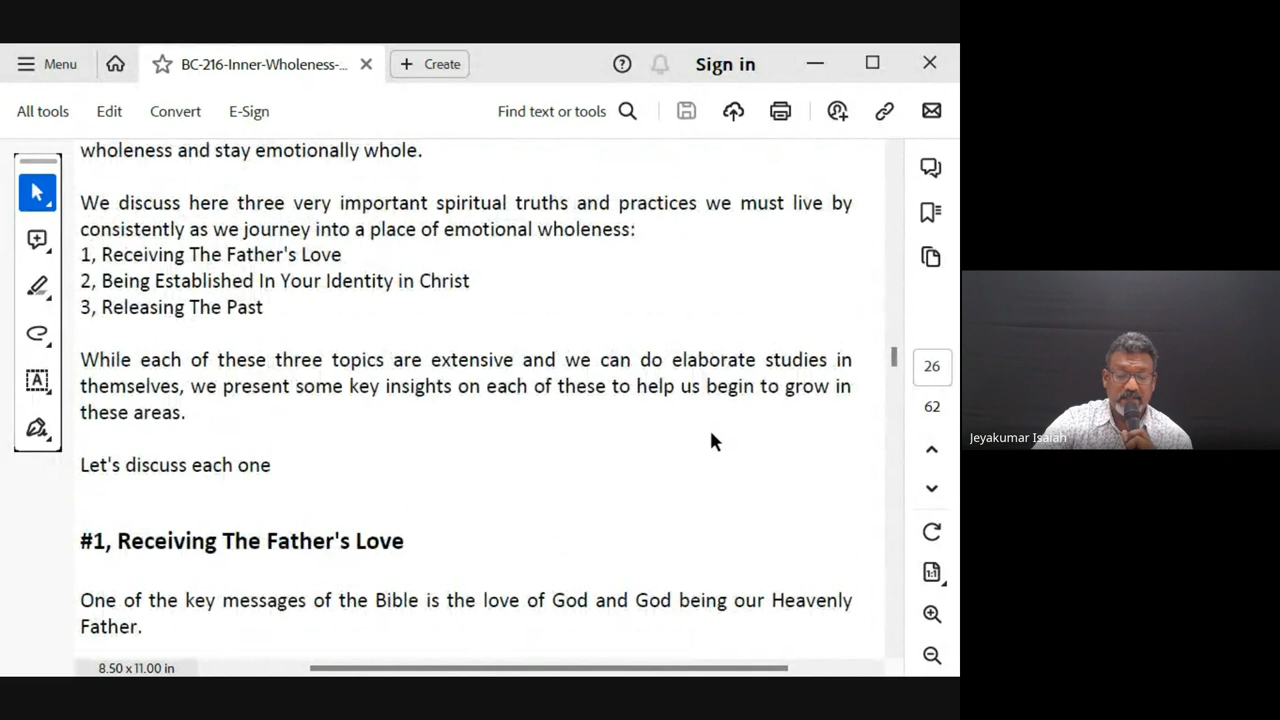 Menu
BC-216-Inner-Wholeness-...
Create
Sign in
All tools
Edit
Convert
E-Sign
Find text or tools
wholeness and stay emotionally whole.
We discuss here three very important spiritual truths and practices we must live by
consistently as we journey into a place of emotional wholeness:
1, Receiving The Father's Love
2, Being Established In Your Identity in Christ
3, Releasing The Past
While each of these three topics are extensive and we can do elaborate studies in
themselves, we present some key insights on each of these to help us begin to grow in
these areas.
Let's discuss each one
#1, Receiving The Father's Love
One of the key messages of the Bible is the love of God and God being our Heavenly
Father.
8.50 x 11.00 in
26
62
1:1
Jeyakumar Isaiah